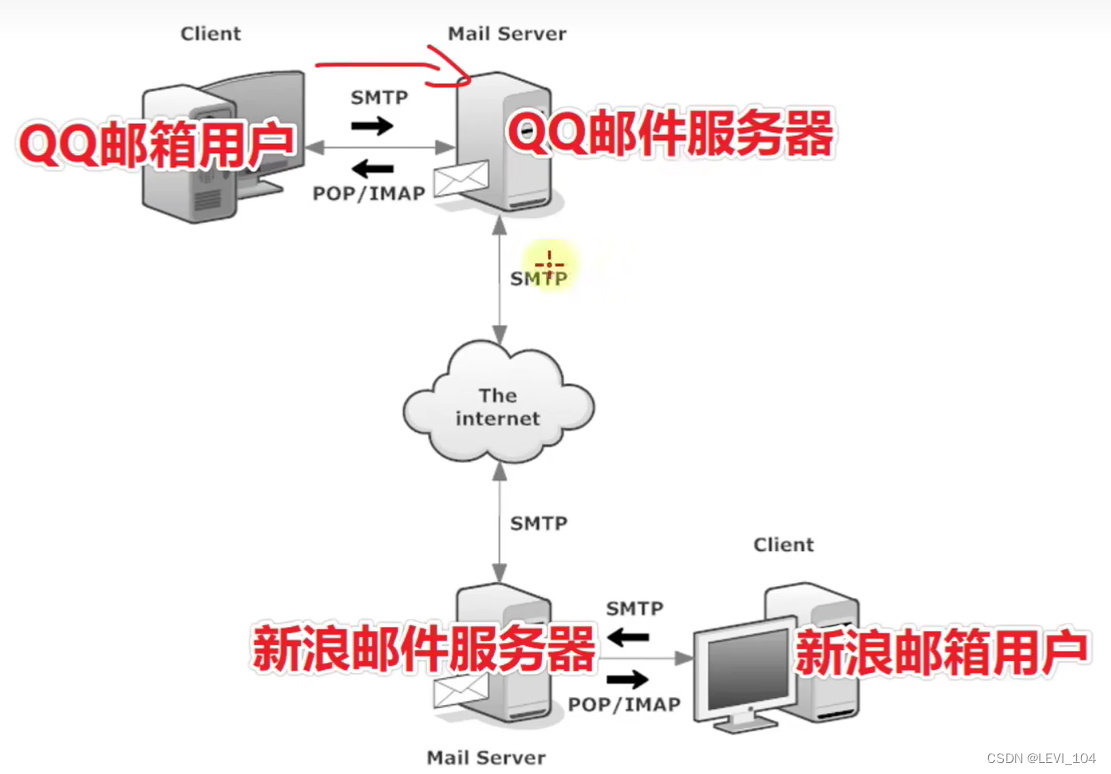 Client
Mail Server
SMTP
QQ邮箱用户
QQ邮件服务器
POP/IMAP
SMTP
The
internet
SMTP
Client
SMTP
新浪邮件服务器
新浪邮箱用户
POP/IMAP
Mail Server
CSDN @LEVI_104